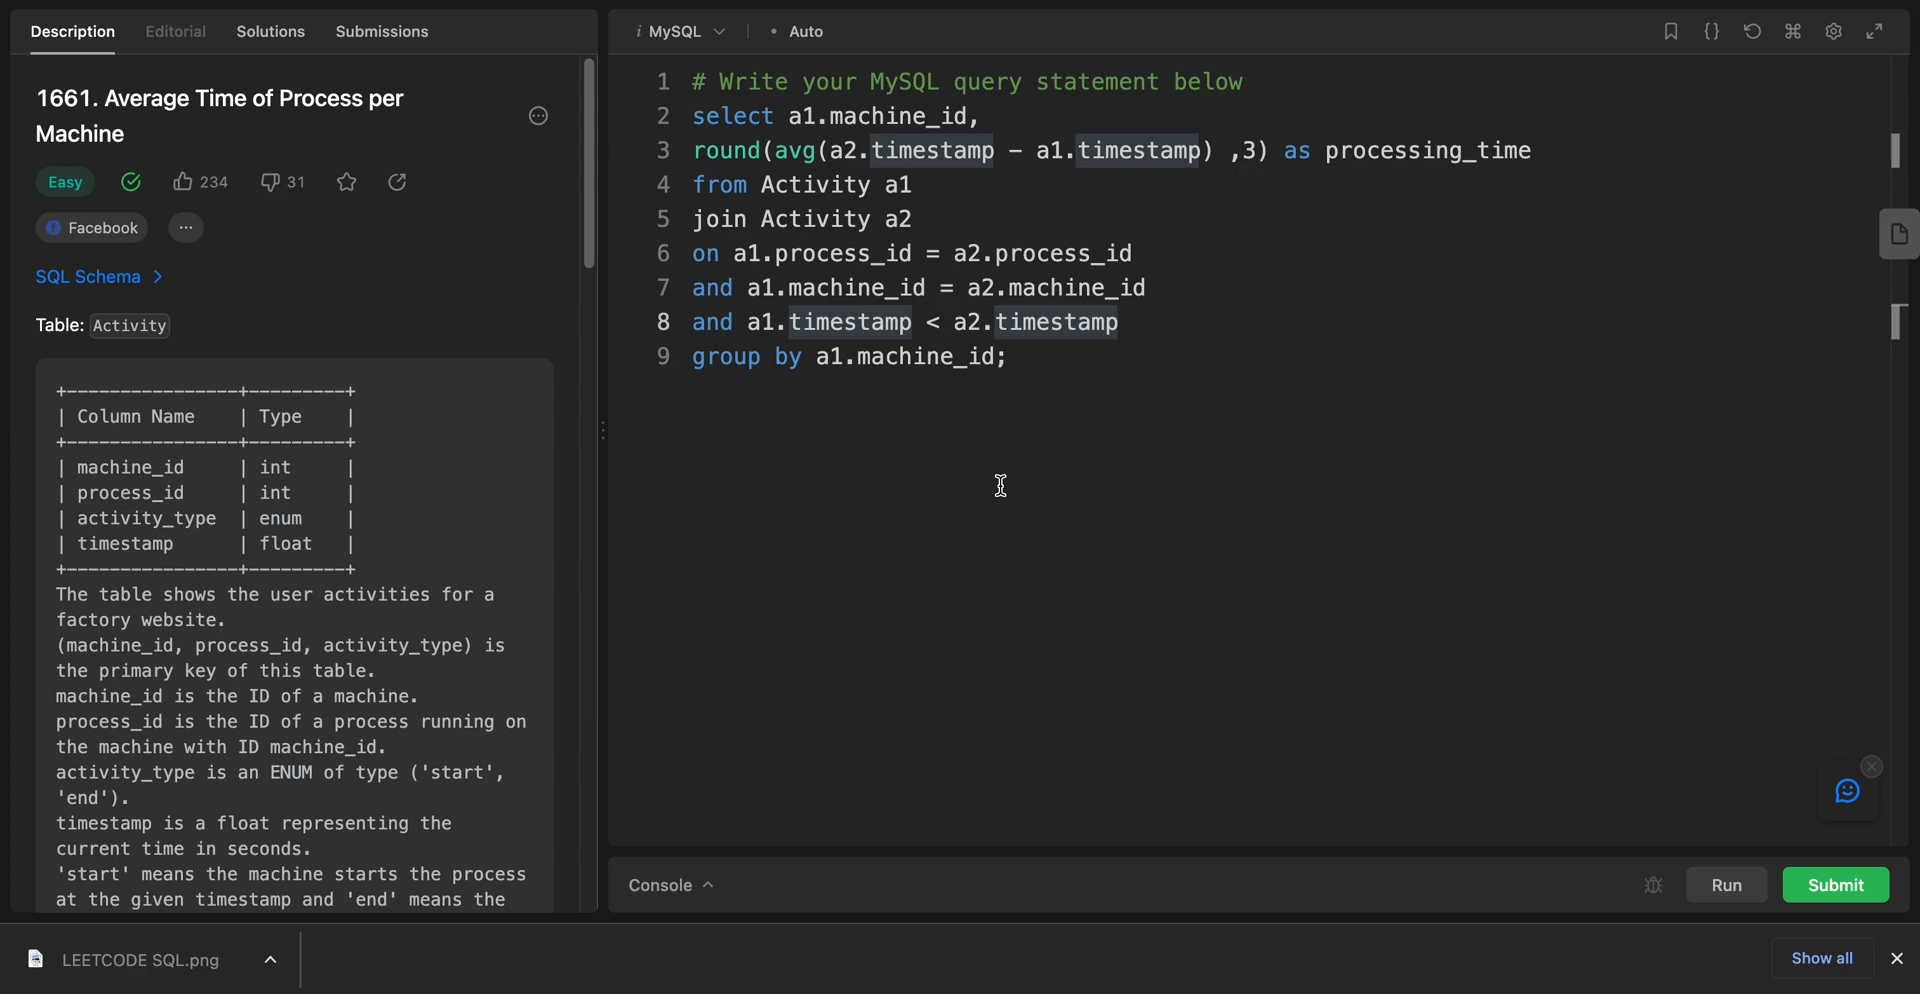 Description Editorial Solutions Submissions
1661. Average Time of Process per
Machine
Easy 234 31
Facebook ...
SQL Schema >
Table: Activity
+----------------+---------+
| Column Name    | Type    |
+----------------+---------+
| machine_id     | int     |
| process_id     | int     |
| activity_type  | enum    |
| timestamp      | float   |
+----------------+---------+
The table shows the user activities for a
factory website.
(machine_id, process_id, activity_type) is
the primary key of this table.
machine_id is the ID of a machine.
process_id is the ID of a process running on
the machine with ID machine_id.
activity_type is an ENUM of type ('start',
'end').
timestamp is a float representing the
current time in seconds.
'start' means the machine starts the process
at the given timestamp and 'end' means the
i MySQL • Auto
1 # Write your MySQL query statement below
2 select a1.machine_id,
3 round(avg(a2.timestamp - a1.timestamp) ,3) as processing_time
4 from Activity a1
5 join Activity a2
6 on a1.process_id = a2.process_id
7 and a1.machine_id = a2.machine_id
8 and a1.timestamp < a2.timestamp
9 group by a1.machine_id;
Console Run Submit
LEETCODE SQL.png Show all